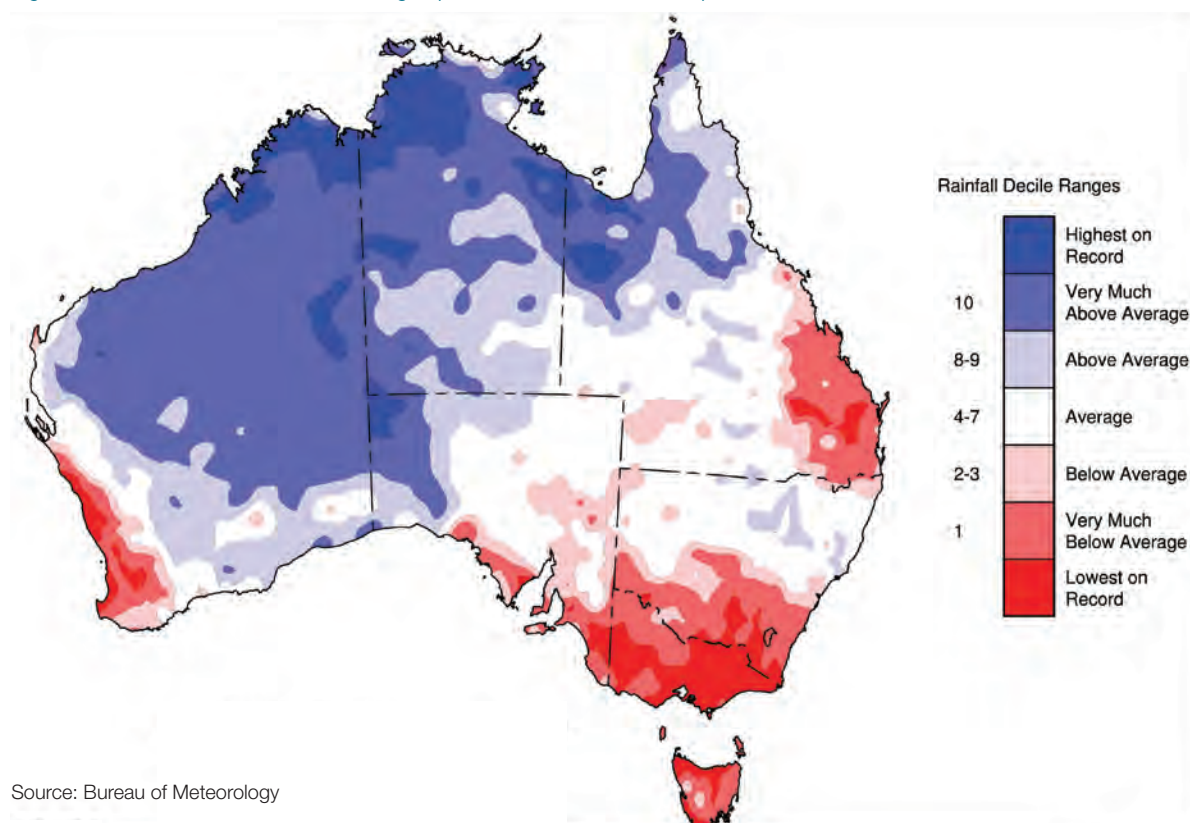 Rainfall Decile Ranges
Highest on
Record
10
Very Much
Above Average
8-9
Above Average
4-7
Average
2-3
Below Average
1
Very Much
Below Average
Lowest on
Record
Source: Bureau of Meteorology